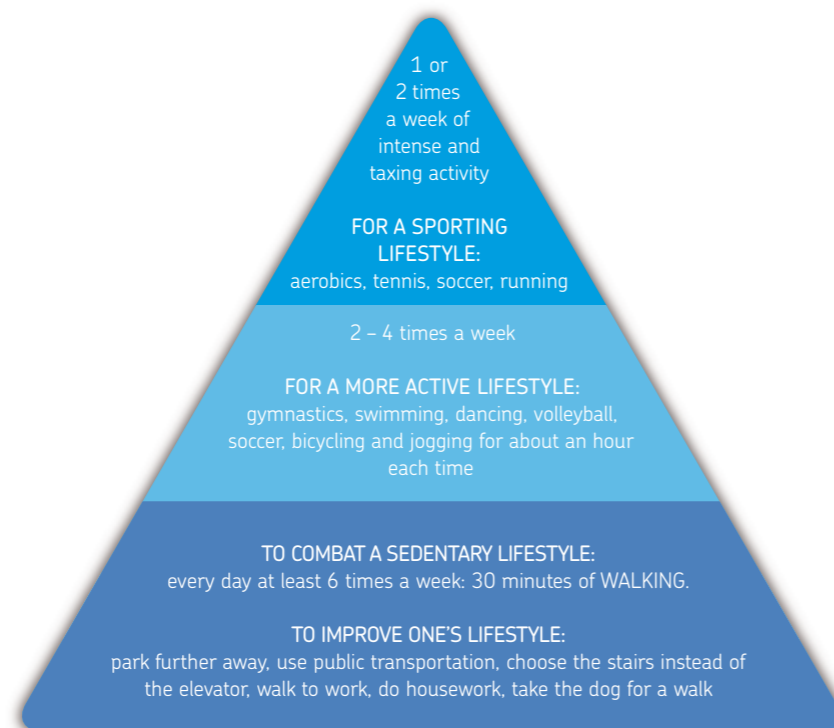 1 or
2 times
a week of
intense and
taxing activity
FOR A SPORTING
LIFESTYLE:
aerobics, tennis, soccer, running
2 – 4 times a week
FOR A MORE ACTIVE LIFESTYLE:
gymnastics, swimming, dancing, volleyball,
soccer, bicycling and jogging for about an hour
each time
TO COMBAT A SEDENTARY LIFESTYLE:
every day at least 6 times a week: 30 minutes of WALKING.
TO IMPROVE ONE'S LIFESTYLE:
park further away, use public transportation, choose the stairs instead of
the elevator, walk to work, do housework, take the dog for a walk